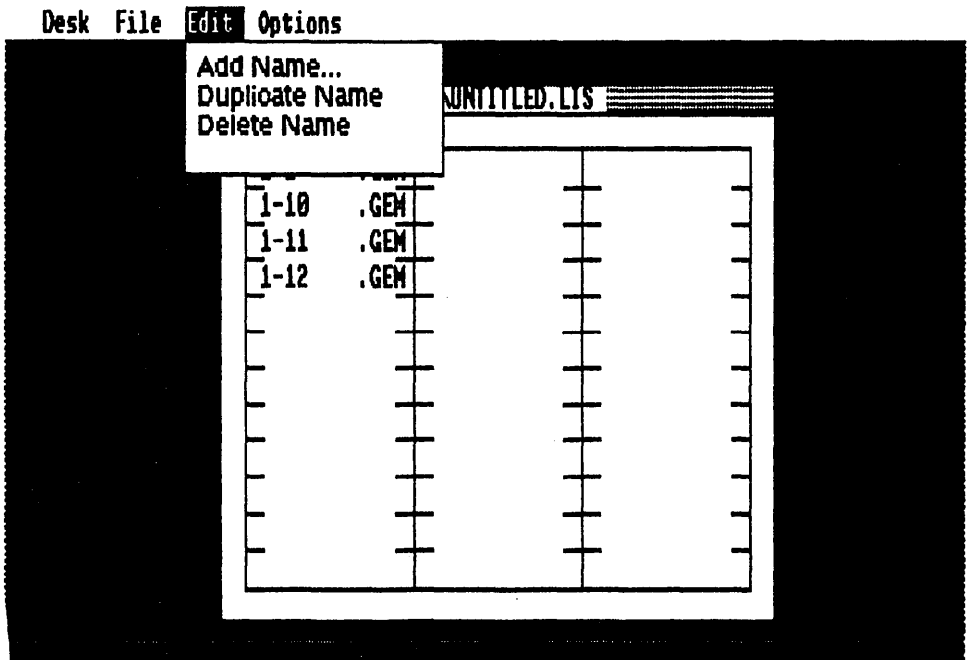 Desk File Edit Options
Add Name...
Duplioate Name
Delete Name
UNTITLED.LIS
1-10 .GEM
1-11 .GEM
1-12 .GEM